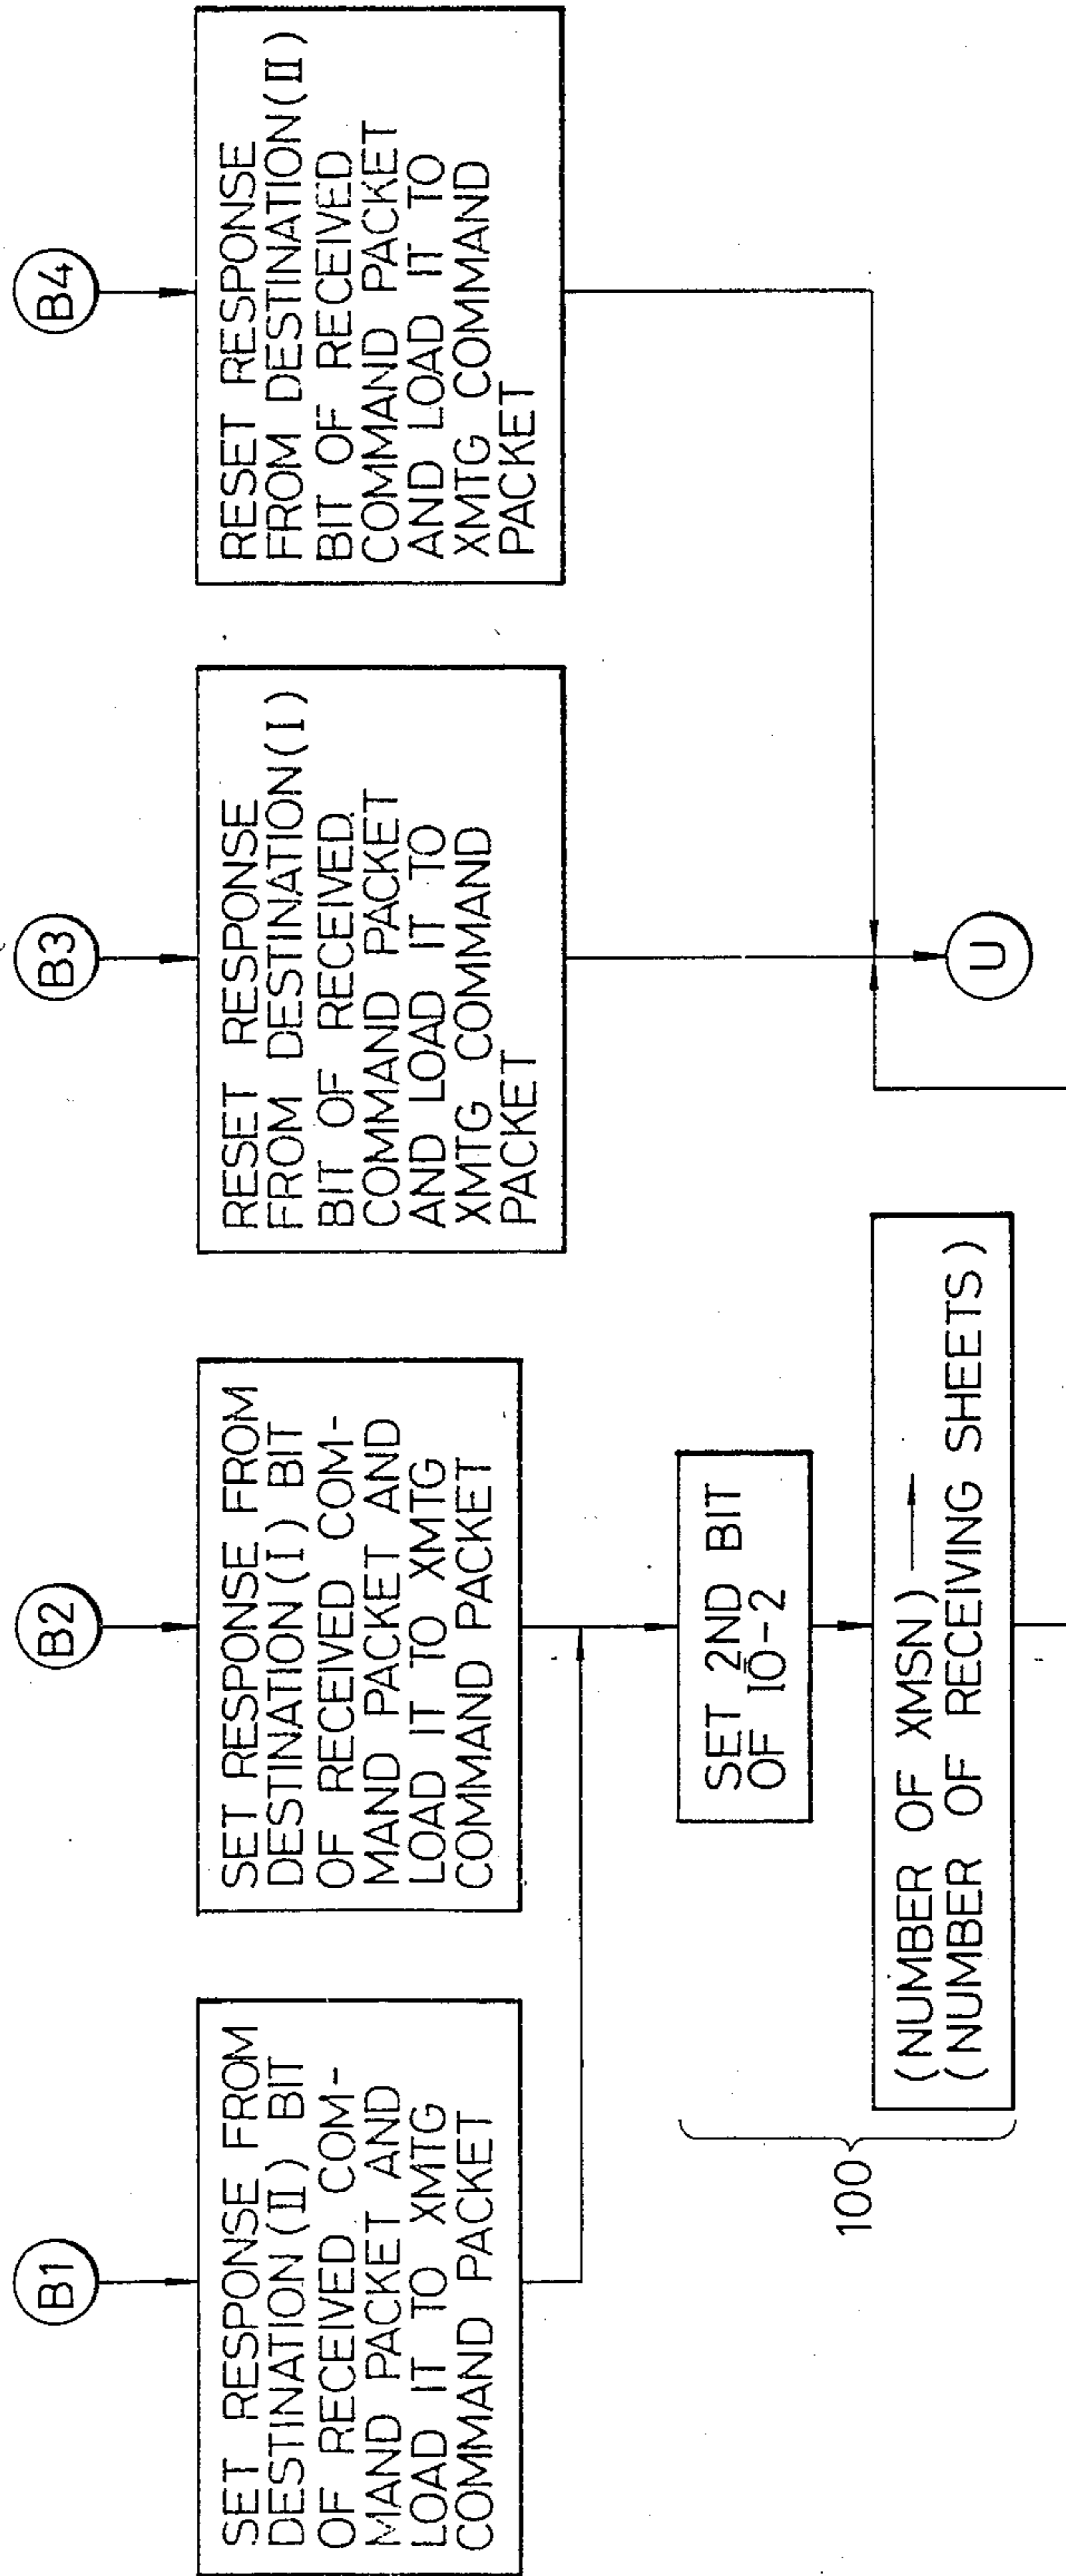 B1
SET RESPONSE FROM
DESTINATION (II) BIT
OF RECEIVED COM-
MAND PACKET AND
LOAD IT TO XMTG
COMMAND PACKET
B2
SET RESPONSE FROM
DESTINATION (I) BIT
OF RECEIVED COM-
MAND PACKET AND
LOAD IT TO XMTG
COMMAND PACKET
B3
RESET RESPONSE
FROM DESTINATION (I)
BIT OF RECEIVED
COMMAND PACKET
AND LOAD IT TO
XMTG COMMAND
PACKET
B4
RESET RESPONSE
FROM DESTINATION (II)
BIT OF RECEIVED
COMMAND PACKET
AND LOAD IT TO
XMTG COMMAND
PACKET
100
SET 2ND BIT
OF IO-2
(NUMBER OF XMSN) →
(NUMBER OF RECEIVING SHEETS)
U